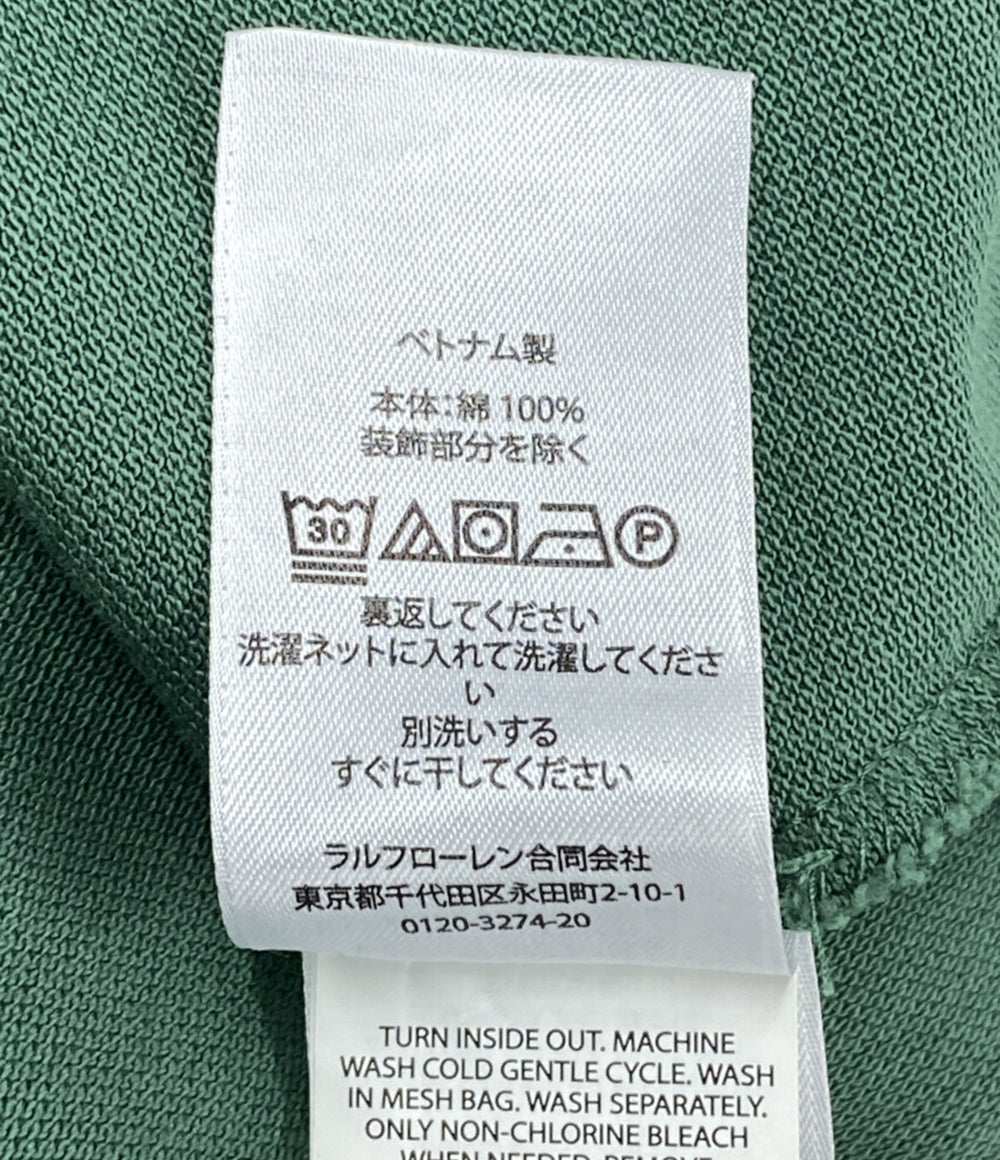 ベトナム製
本体:綿 100%
装飾部分を除く
30 P
裏返してください
洗濯ネットに入れて洗濯してくださ
い
別洗いする
すぐに干してください
ラルフローレン合同会社
東京都千代田区永田町2-10-1
0120-3274-20
TURN INSIDE OUT. MACHINE
WASH COLD GENTLE CYCLE. WASH
IN MESH BAG. WASH SEPARATELY.
ONLY NON-CHLORINE BLEACH
WHEN NEEDED. REMOVE